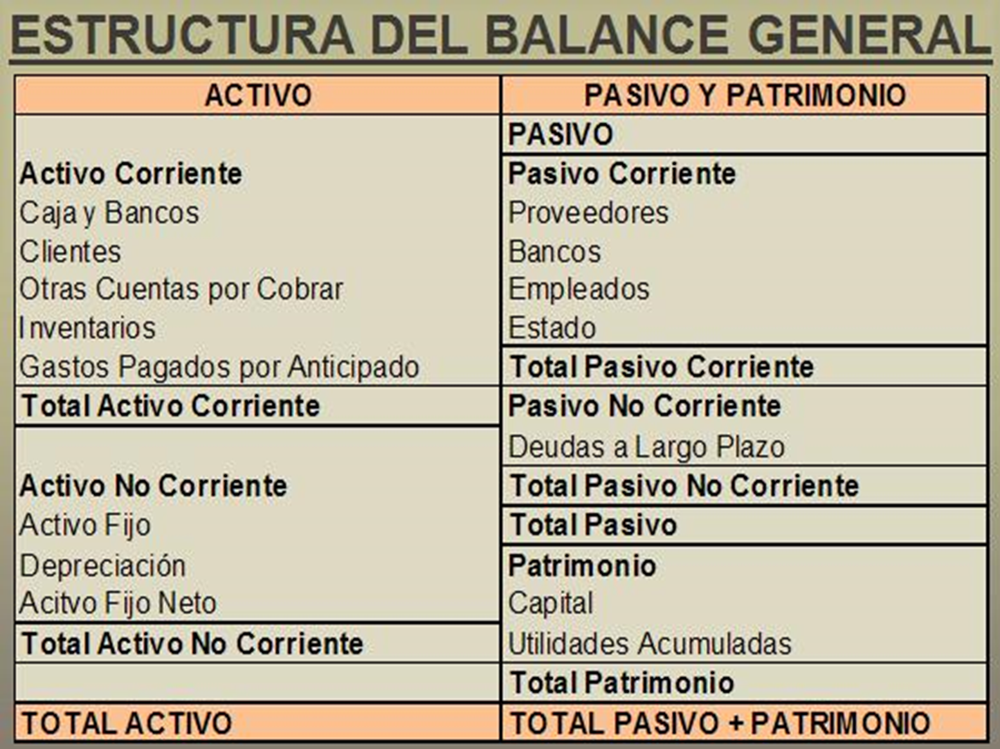 ESTRUCTURA DEL BALANCE GENERAL
ACTIVO
Activo Corriente
Caja y Bancos
Clientes
Otras Cuentas por Cobrar
Inventarios
Gastos Pagados por Anticipado
Total Activo Corriente
Activo No Corriente
Activo Fijo
Depreciación
Acitvo Fijo Neto
Total Activo No Corriente
TOTAL ACTIVO
PASIVO Y PATRIMONIO
PASIVO
Pasivo Corriente
Proveedores
Bancos
Empleados
Estado
Total Pasivo Corriente
Pasivo No Corriente
Deudas a Largo Plazo
Total Pasivo No Corriente
Total Pasivo
Patrimonio
Capital
Utilidades Acumuladas
Total Patrimonio
TOTAL PASIVO + PATRIMONIO